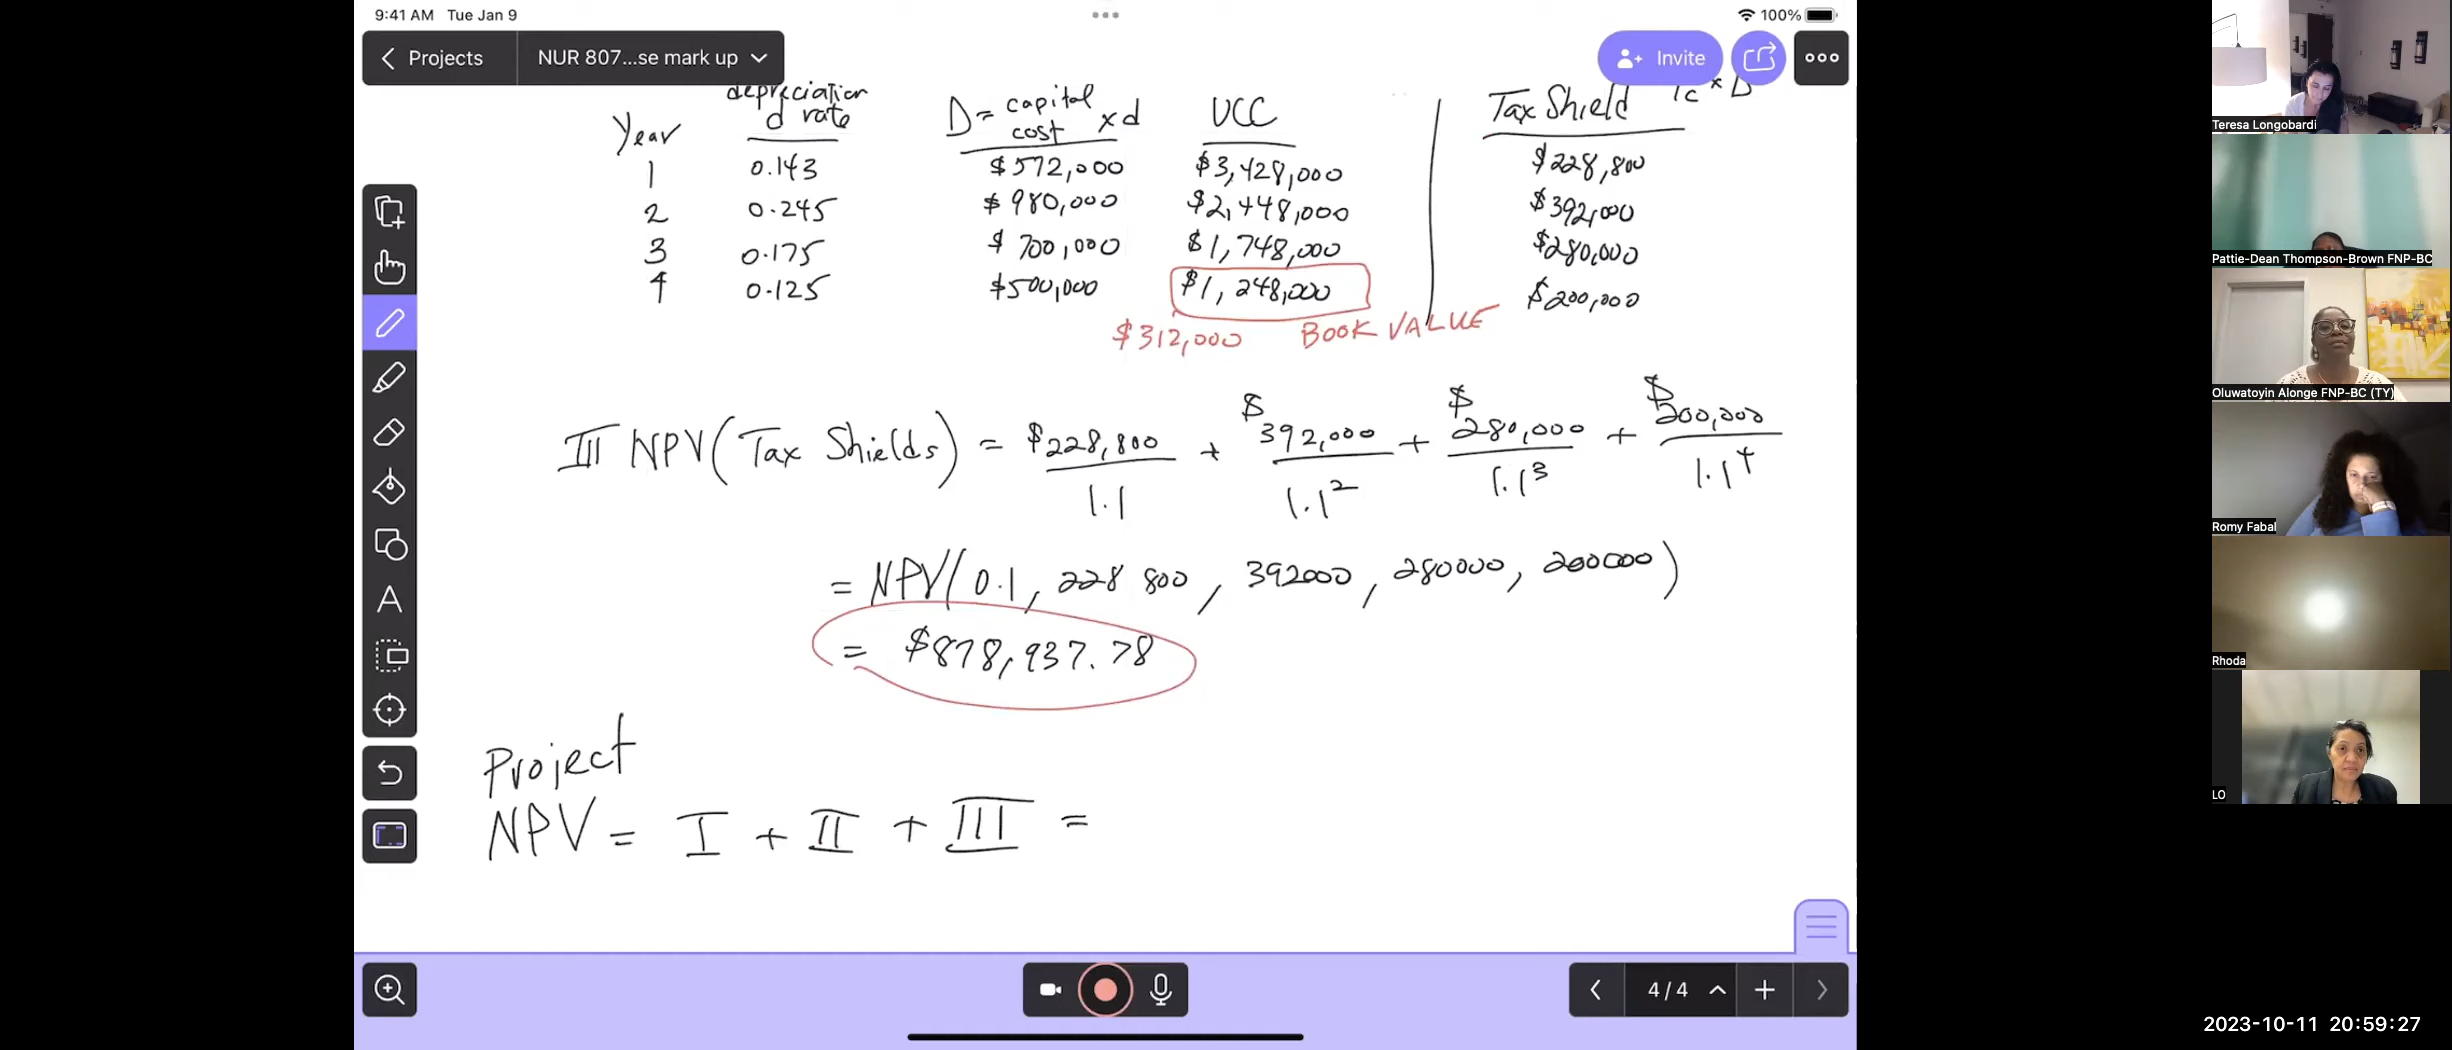 9:41 AM Tue Jan 9
100%
Projects
NUR 807...se mark up
Invite
Year
depreciation
d rate
D = capital cost x d
UCC
Tax Shield Tc x D
1 0.143 $572,000 $3,428,000 $228,800
2 0.245 $980,000 $2,448,000 $392,000
3 0.175 $700,000 $1,748,000 $280,000
4 0.125 $500,000 $1,248,000 $200,000
$312,000 BOOK VALUE
III NPV(Tax Shields) = $228,800/1.1 + $392,000/1.1² + $280,000/1.1³ + $200,000/1.1⁴
= NPV(0.1, 228 800, 392000, 280000, 200000)
= $878,937.78
Project
NPV = I + II + III =
A
4/4
Teresa Longobardi
Pattie-Dean Thompson-Brown FNP-BC
Oluwatoyin Alonge FNP-BC (TY)
Romy Fabal
Rhoda
LO
2023-10-11 20:59:27